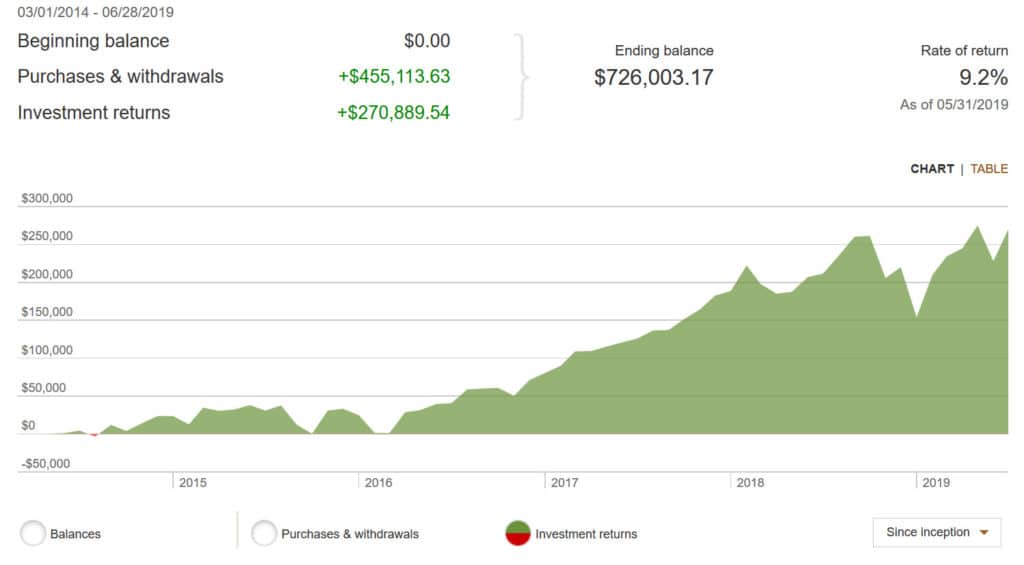 03/01/2014 - 06/28/2019
Beginning balance $0.00
Purchases & withdrawals +$455,113.63
Investment returns +$270,889.54
Ending balance
$726,003.17
Rate of return
9.2%
As of 05/31/2019
CHART | TABLE
$300,000
$250,000
$200,000
$150,000
$100,000
$50,000
$0
-$50,000
2015 2016 2017 2018 2019
Balances Purchases & withdrawals Investment returns Since inception